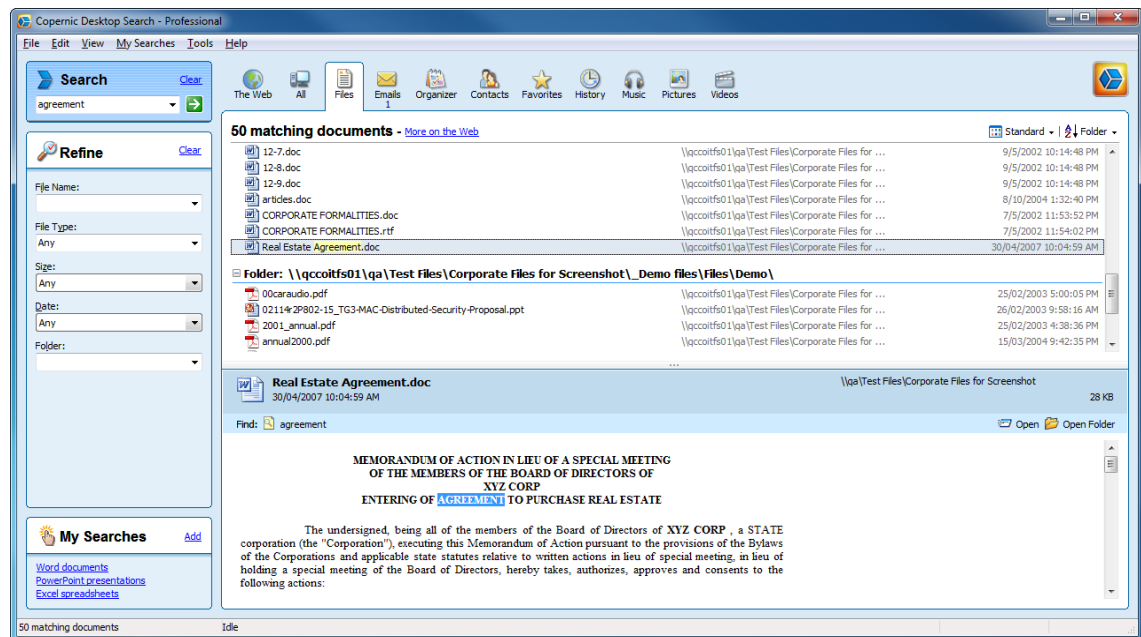 Copernic Desktop Search - Professional
File Edit View My Searches Tools Help
Search Clear
agreement
The Web All Files Emails Organizer Contacts Favorites History Music Pictures Videos
1
50 matching documents - More on the Web Standard Folder
12-7.doc \\qccoitfs01\qa\Test Files\Corporate Files for ... 9/5/2002 10:14:48 PM
12-8.doc \\qccoitfs01\qa\Test Files\Corporate Files for ... 9/5/2002 10:14:48 PM
12-9.doc \\qccoitfs01\qa\Test Files\Corporate Files for ... 9/5/2002 10:14:48 PM
articles.doc \\qccoitfs01\qa\Test Files\Corporate Files for ... 8/10/2004 1:32:40 PM
CORPORATE FORMALITIES.doc \\qccoitfs01\qa\Test Files\Corporate Files for ... 7/5/2002 11:53:52 PM
CORPORATE FORMALITIES.rtf \\qccoitfs01\qa\Test Files\Corporate Files for ... 7/5/2002 11:54:02 PM
Real Estate Agreement.doc \\qccoitfs01\qa\Test Files\Corporate Files for ... 30/04/2007 10:04:59 AM
Folder: \\qccoitfs01\qa\Test Files\Corporate Files for Screenshot\_Demo files\Files\Demo\
00caraudio.pdf \\qccoitfs01\qa\Test Files\Corporate Files for ... 25/02/2003 5:00:05 PM
02114r2P802-15_TG3-MAC-Distributed-Security-Proposal.ppt \\qccoitfs01\qa\Test Files\Corporate Files for ... 26/02/2003 9:58:16 AM
2001_annual.pdf \\qccoitfs01\qa\Test Files\Corporate Files for ... 25/02/2003 4:38:36 PM
annual2000.pdf \\qccoitfs01\qa\Test Files\Corporate Files for ... 15/03/2004 9:42:35 PM
Refine Clear
File Name:
File Type:
Any
Size:
Any
Date:
Any
Folder:
My Searches Add
Word documents
PowerPoint presentations
Excel spreadsheets
Real Estate Agreement.doc \\qa\Test Files\Corporate Files for Screenshot
30/04/2007 10:04:59 AM 28 KB
Find: agreement Open Open Folder
MEMORANDUM OF ACTION IN LIEU OF A SPECIAL MEETING
OF THE MEMBERS OF THE BOARD OF DIRECTORS OF
XYZ CORP
ENTERING OF AGREEMENT TO PURCHASE REAL ESTATE
The undersigned, being all of the members of the Board of Directors of XYZ CORP , a STATE
corporation (the "Corporation"), executing this Memorandum of Action pursuant to the provisions of the Bylaws
of the Corporations and applicable state statutes relative to written actions in lieu of special meeting, in lieu of
holding a special meeting of the Board of Directors, hereby takes, authorizes, approves and consents to the
following actions:
50 matching documents Idle